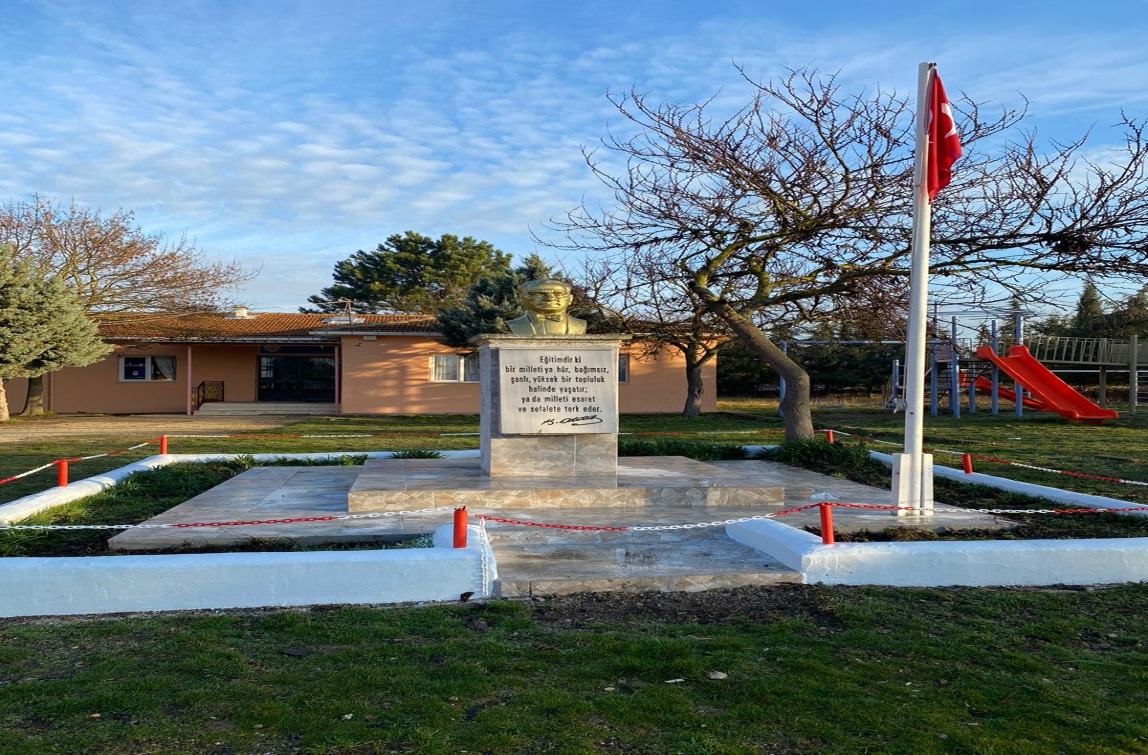 Eğitimdir ki
bir milleti ya hür, bağımsız,
şanlı, yüksek bir topluluk
halinde yaşatır;
ya da milleti esaret
ve sefalete terk eder.
K. Atatürk